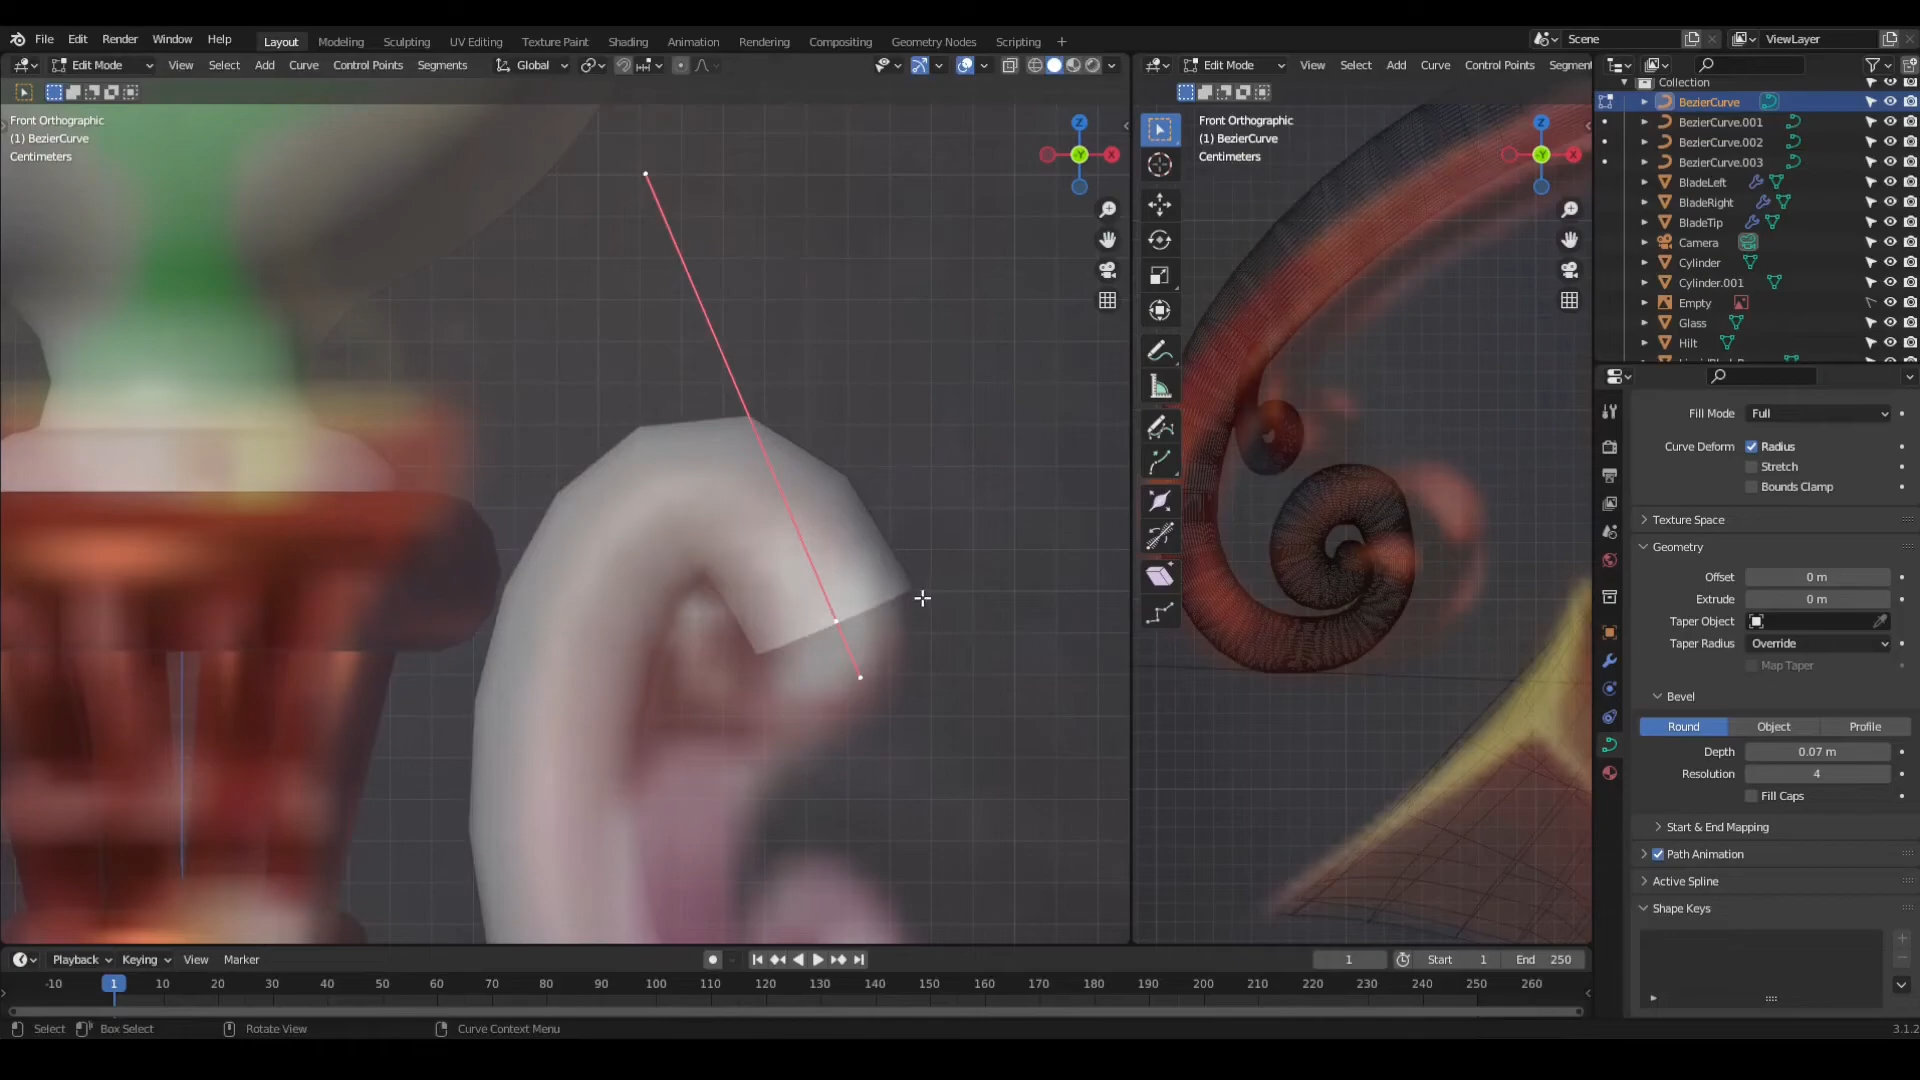 File Edit Render Window Help
Layout Modeling Sculpting UV Editing Texture Paint Shading Animation Rendering Compositing Geometry Nodes Scripting +
Scene
ViewLayer
Edit Mode View Select Add Curve Control Points Segments
Global
Edit Mode View Select Add Curve Control Points Segment
Front Orthographic
(1) BezierCurve
Centimeters
Z
Y
X
Front Orthographic
(1) BezierCurve
Centimeters
Z
Y
X
Collection
BezierCurve
BezierCurve.001
BezierCurve.002
BezierCurve.003
BladeLeft
BladeRight
BladeTip
Camera
Cylinder
Cylinder.001
Empty
Glass
Hilt
Fill Mode Full
Curve Deform Radius
Stretch
Bounds Clamp
Texture Space
Geometry
Offset 0 m
Extrude 0 m
Taper Object
Taper Radius Override
Map Taper
Bevel
Round Object Profile
Depth 0.07 m
Resolution 4
Fill Caps
Start & End Mapping
Path Animation
Active Spline
Shape Keys
Playback Keying View Marker
1 Start 1 End 250
-10 1 10 20 30 40 50 60 70 80 90 100 110 120 130 140 150 160 170 180 190 200 210 220 230 240 250 260
Select Box Select Rotate View Curve Context Menu
3.1.2